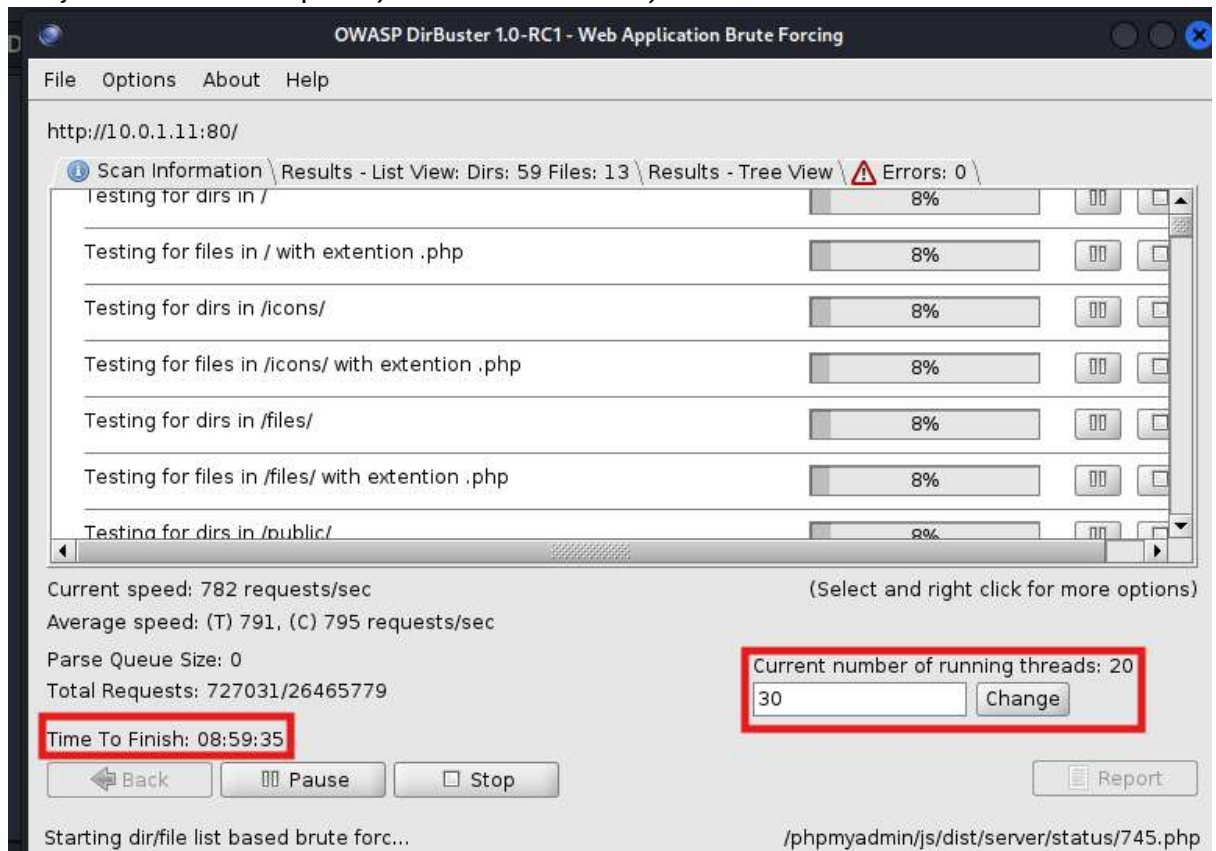 OWASP DirBuster 1.0-RC1 - Web Application Brute Forcing
File Options About Help
http://10.0.1.11:80/
Scan Information Results - List View: Dirs: 59 Files: 13 Results - Tree View Errors: 0
Testing for dirs in / 8%
Testing for files in / with extention .php 8%
Testing for dirs in /icons/ 8%
Testing for files in /icons/ with extention .php 8%
Testing for dirs in /files/ 8%
Testing for files in /files/ with extention .php 8%
Testing for dirs in /public/ 8%
Current speed: 782 requests/sec (Select and right click for more options)
Average speed: (T) 791, (C) 795 requests/sec
Parse Queue Size: 0 Current number of running threads: 20
Total Requests: 727031/26465779 30 Change
Time To Finish: 08:59:35
Back Pause Stop Report
Starting dir/file list based brute forc... /phpmyadmin/js/dist/server/status/745.php